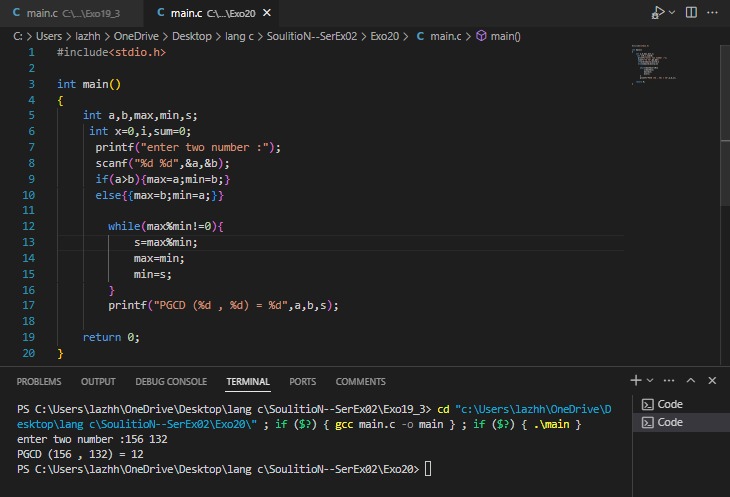 main.c C:\...\Exo19_3 main.c C:\...\Exo20
C: > Users > lazhh > OneDrive > Desktop > lang c > SoulitioN--SerEx02 > Exo20 > C main.c > main()
1 #include<stdio.h>
2
3 int main()
4 {
5 int a,b,max,min,s;
6 int x=0,i,sum=0;
7 printf("enter two number :");
8 scanf("%d %d",&a,&b);
9 if(a>b){max=a;min=b;}
10 else{{max=b;min=a;}}
11
12 while(max%min!=0){
13 s=max%min;
14 max=min;
15 min=s;
16 }
17 printf("PGCD (%d , %d) = %d",a,b,s);
18
19 return 0;
20 }
PROBLEMS OUTPUT DEBUG CONSOLE TERMINAL PORTS COMMENTS
PS C:\Users\lazhh\OneDrive\Desktop\lang c\SoulitioN--SerEx02\Exo19_3> cd "c:\Users\lazhh\OneDrive\D
esktop\lang c\SoulitioN--SerEx02\Exo20\" ; if ($?) { gcc main.c -o main } ; if ($?) { .\main }
enter two number :156 132
PGCD (156 , 132) = 12
PS C:\Users\lazhh\OneDrive\Desktop\lang c\SoulitioN--SerEx02\Exo20>
Code
Code